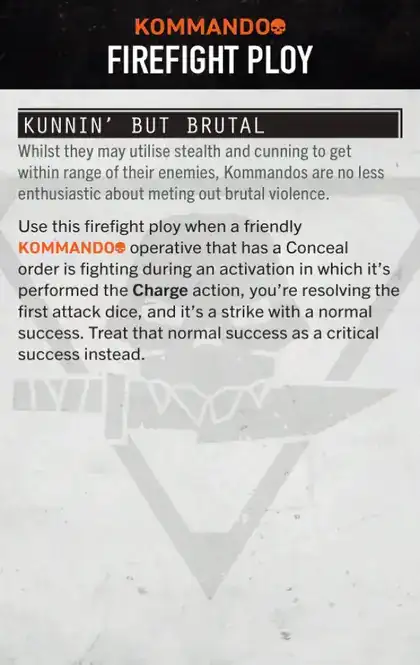 KOMMANDO
FIREFIGHT PLOY
KUNNIN' BUT BRUTAL
Whilst they may utilise stealth and cunning to get
within range of their enemies, Kommandos are no less
enthusiastic about meting out brutal violence.
Use this firefight ploy when a friendly
KOMMANDO operative that has a Conceal
order is fighting during an activation in which it's
performed the Charge action, you're resolving the
first attack dice, and it's a strike with a normal
success. Treat that normal success as a critical
success instead.